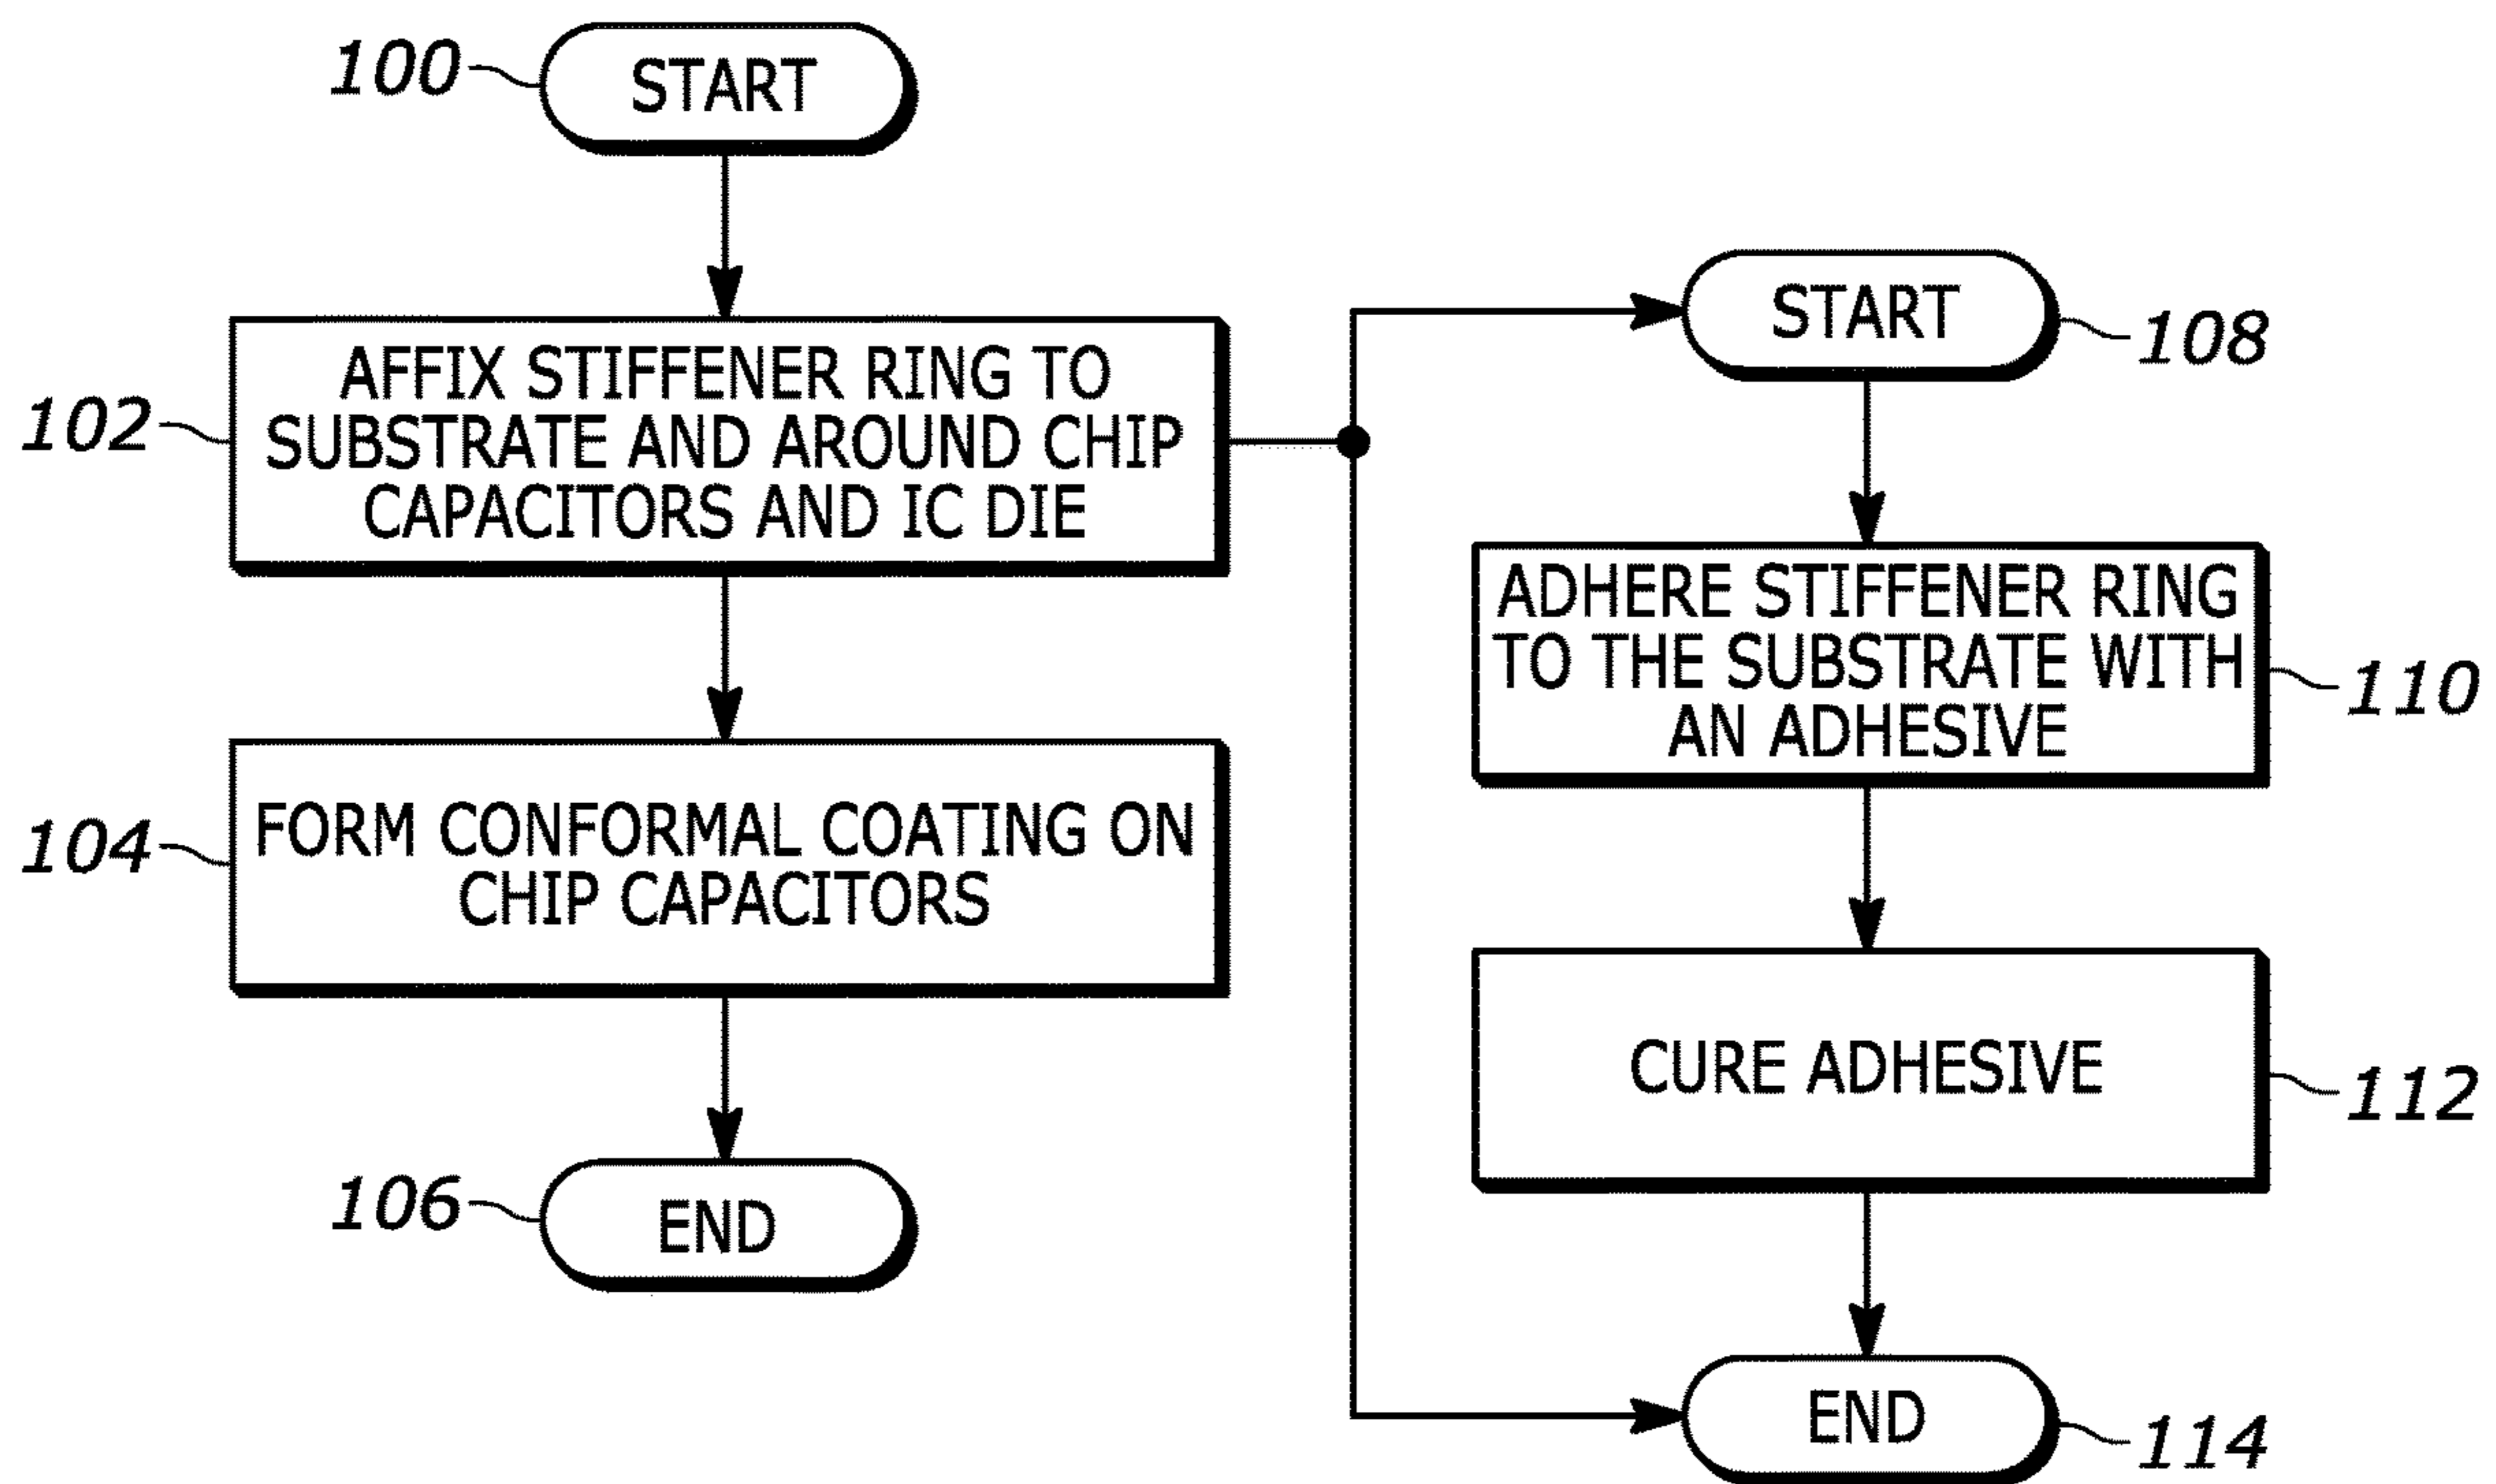 100
START
102
AFFIX STIFFENER RING TO
SUBSTRATE AND AROUND CHIP
CAPACITORS AND IC DIE
104
FORM CONFORMAL COATING ON
CHIP CAPACITORS
106
END
START
108
ADHERE STIFFENER RING
TO THE SUBSTRATE WITH
AN ADHESIVE
110
CURE ADHESIVE
112
END
114